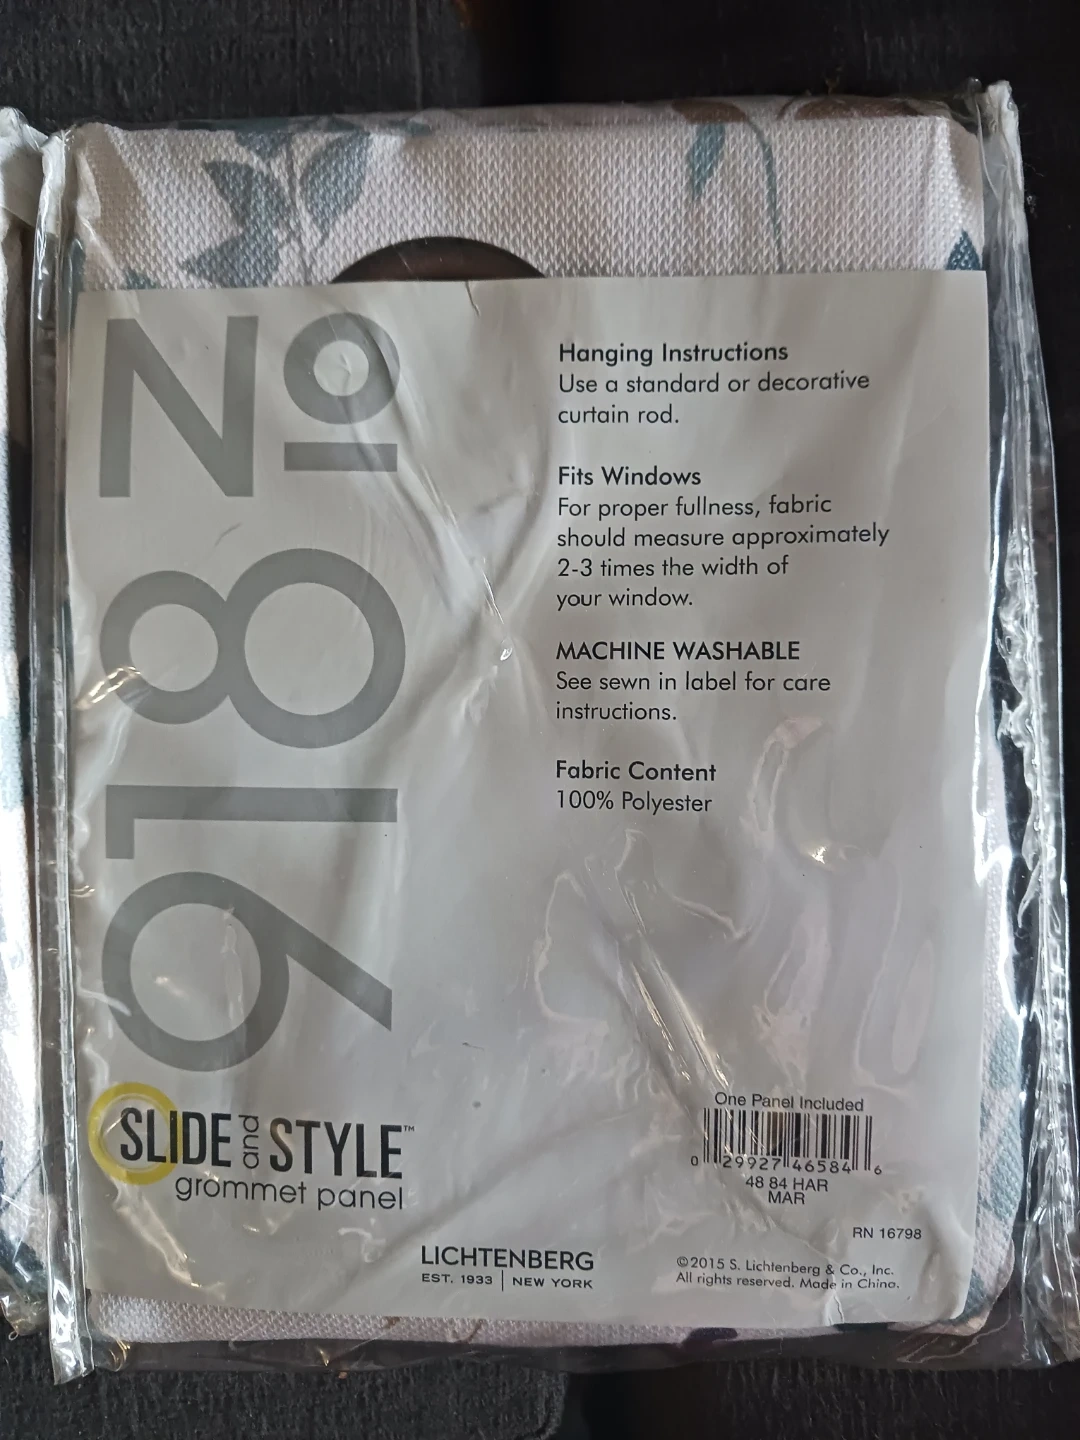 No. 918
Hanging Instructions
Use a standard or decorative
curtain rod.
Fits Windows
For proper fullness, fabric
should measure approximately
2-3 times the width of
your window.
MACHINE WASHABLE
See sewn in label for care
instructions.
Fabric Content
100% Polyester
SLIDE and STYLE™
grommet panel
One Panel Included
0 29927 46584 6
48 84 HAR
MAR
RN 16798
LICHTENBERG
EST. 1933 | NEW YORK
©2015 S. Lichtenberg & Co., Inc.
All rights reserved. Made in China.